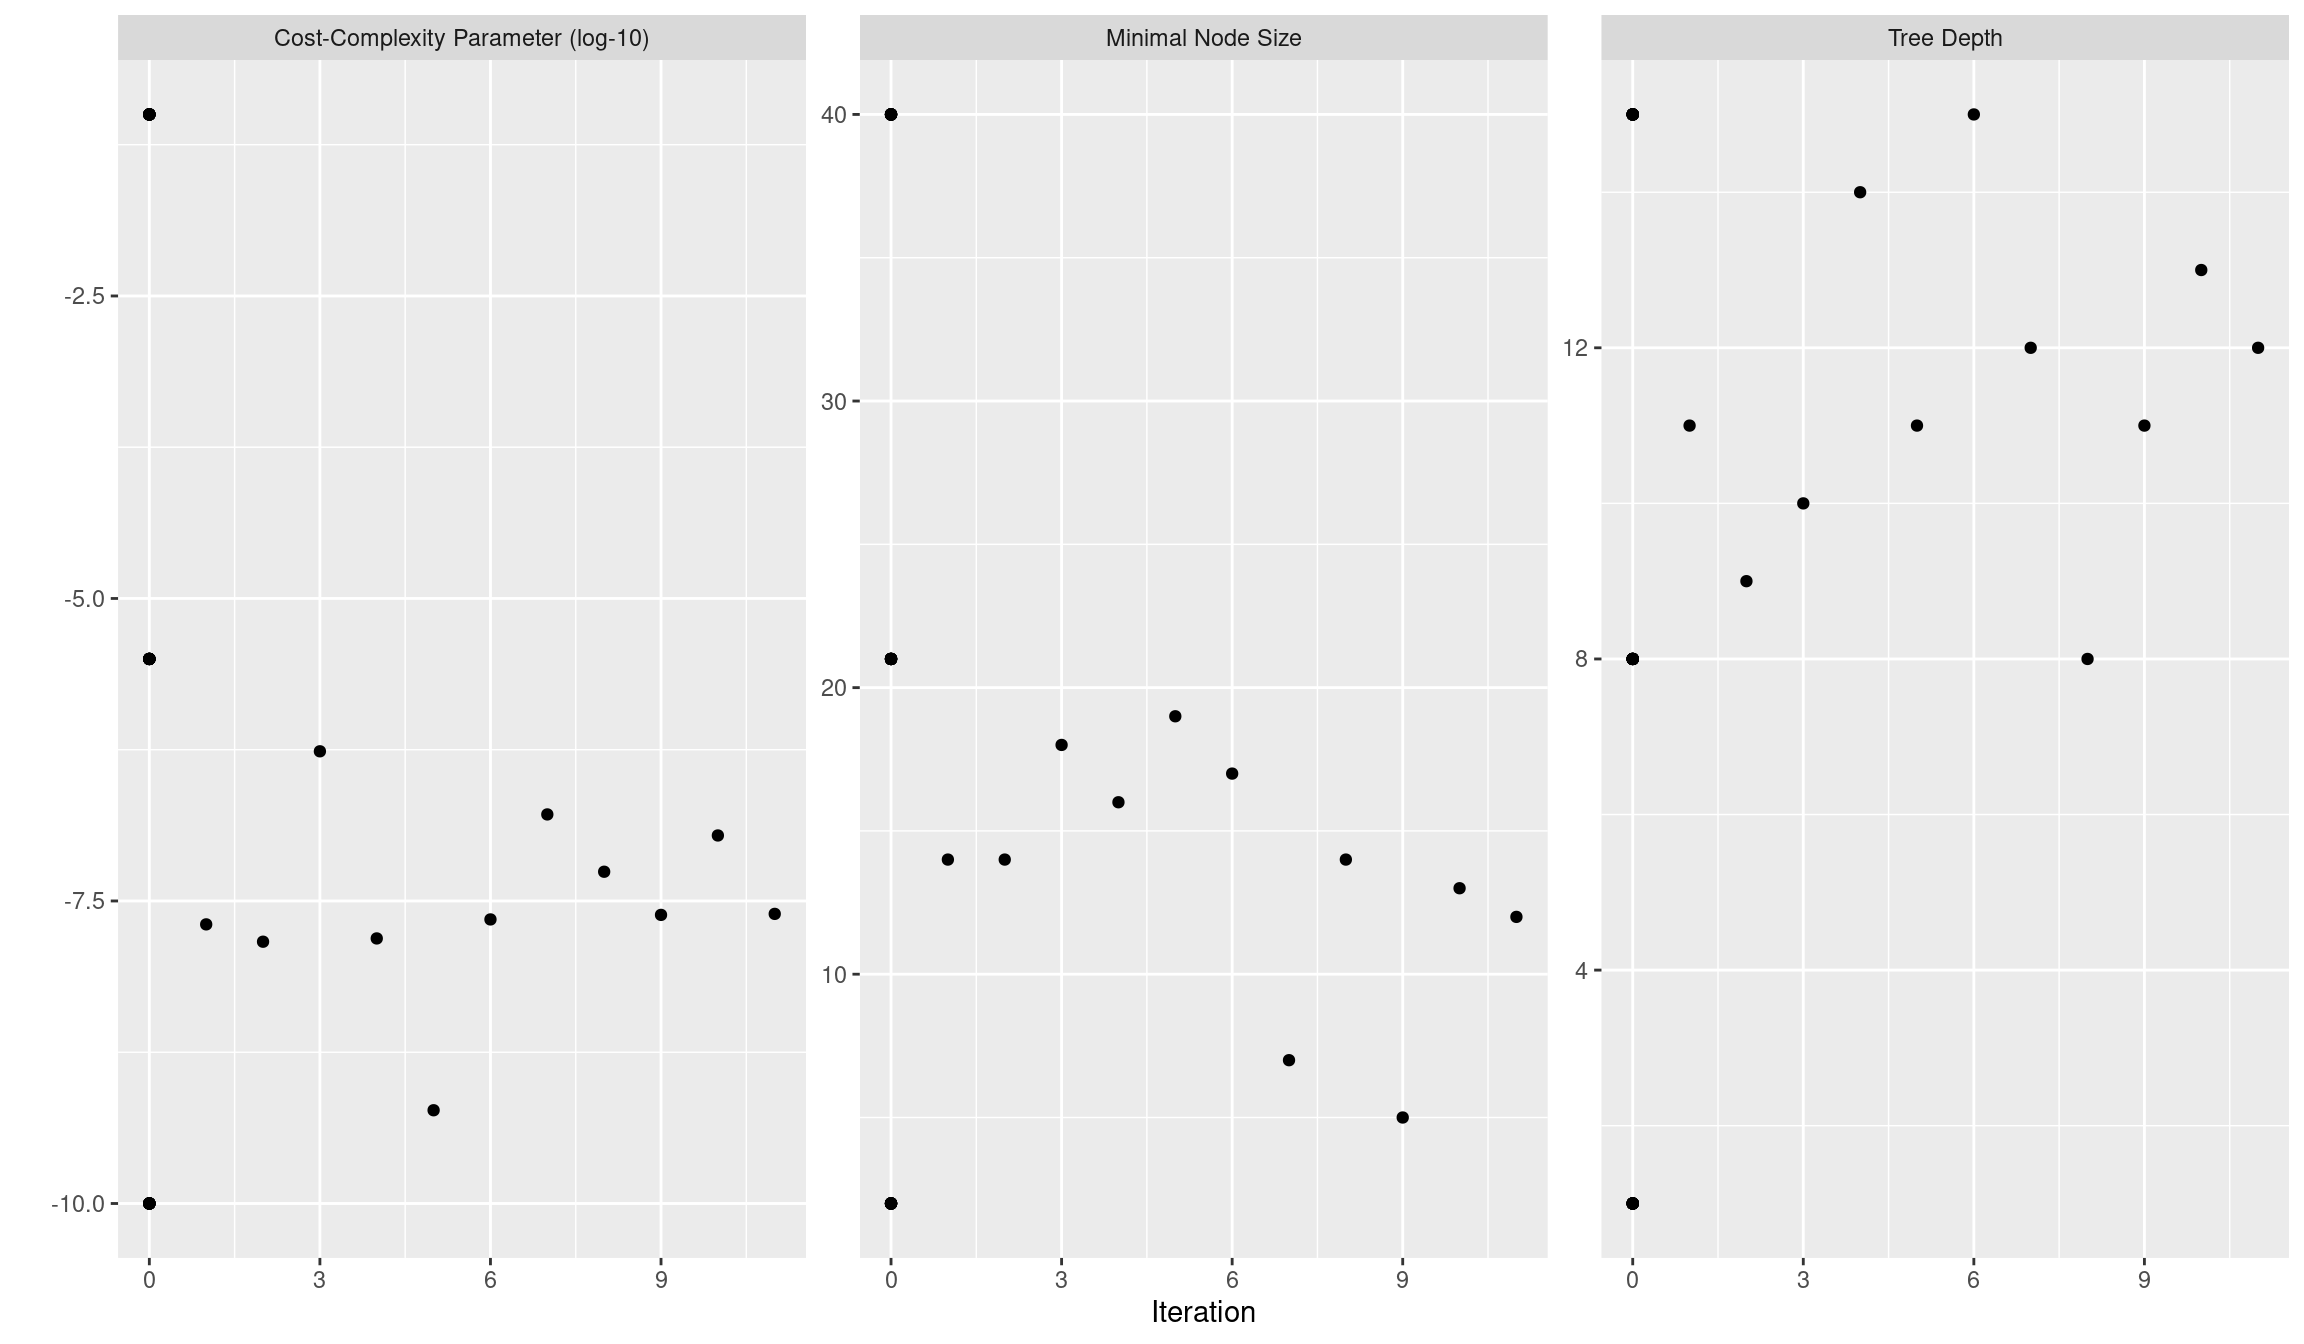 Cost-Complexity Parameter (log-10)
Minimal Node Size
Tree Depth
-2.5
-5.0
-7.5
-10.0
40
30
20
10
12
8
4
0 3 6 9
0 3 6 9
0 3 6 9
Iteration